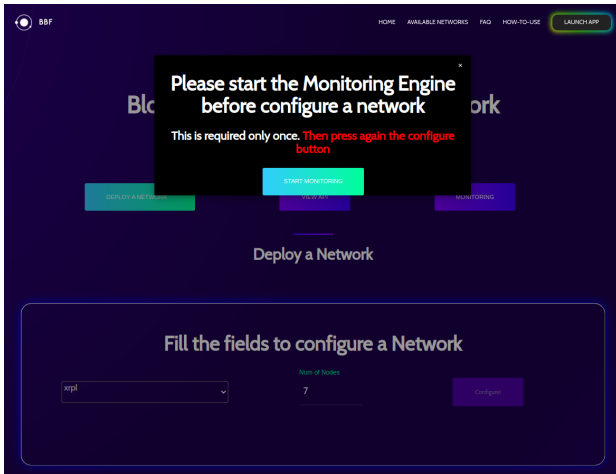 BBF
HOME AVAILABLE NETWORKS FAQ HOW-TO-USE LAUNCH APP
×
Please start the Monitoring Engine
before configure a network
Blo ork
This is required only once. Then press again the configure
button
START MONITORING
DEPLOY A NETWORK VIEW API MONITORING
Deploy a Network
Fill the fields to configure a Network
Num of Nodes
xrpl 7 Configure